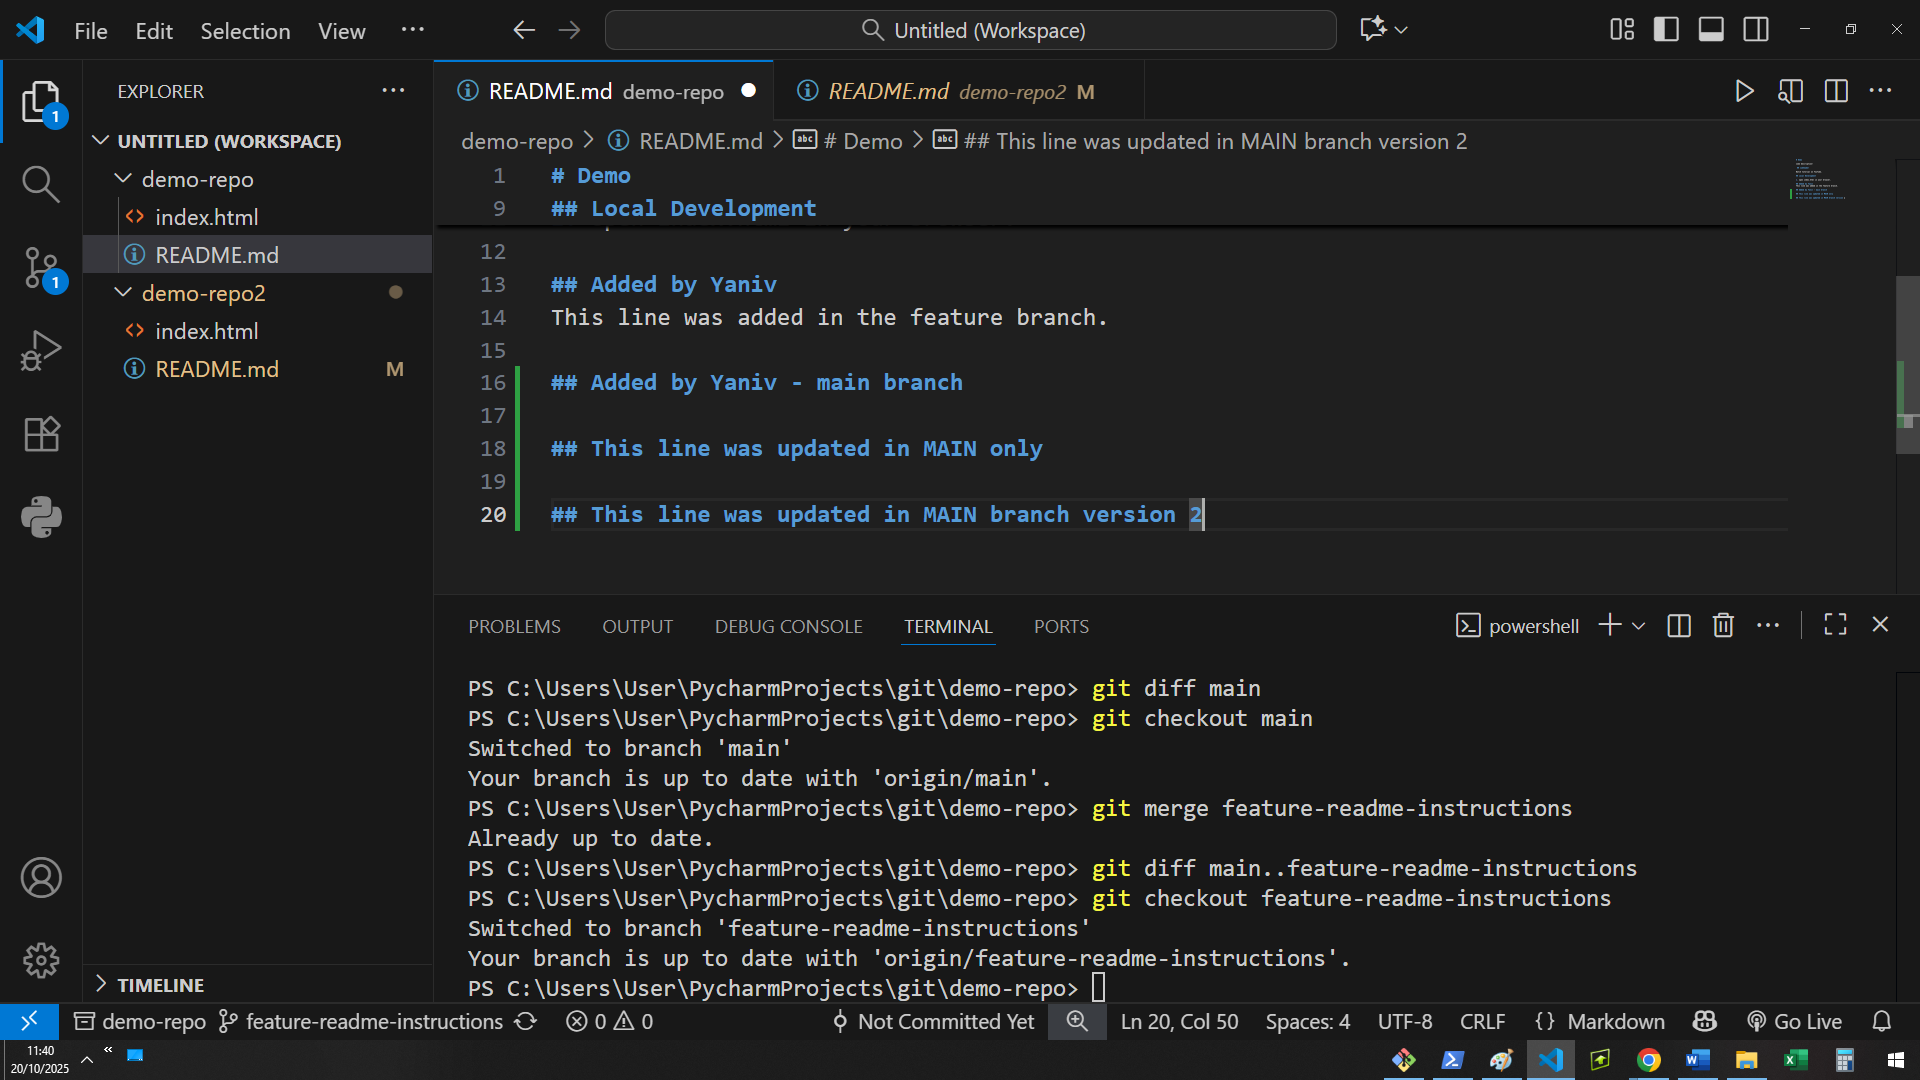 File Edit Selection View ··· Untitled (Workspace)
EXPLORER ···
1
UNTITLED (WORKSPACE)
demo-repo
index.html
README.md
1
demo-repo2
index.html
README.md M
TIMELINE
README.md demo-repo README.md demo-repo2 M
demo-repo > README.md > # Demo > ## This line was updated in MAIN branch version 2
1 # Demo
9 ## Local Development
12
13 ## Added by Yaniv
14 This line was added in the feature branch.
15
16 ## Added by Yaniv - main branch
17
18 ## This line was updated in MAIN only
19
20 ## This line was updated in MAIN branch version 2
PROBLEMS OUTPUT DEBUG CONSOLE TERMINAL PORTS powershell
PS C:\Users\User\PycharmProjects\git\demo-repo> git diff main
PS C:\Users\User\PycharmProjects\git\demo-repo> git checkout main
Switched to branch 'main'
Your branch is up to date with 'origin/main'.
PS C:\Users\User\PycharmProjects\git\demo-repo> git merge feature-readme-instructions
Already up to date.
PS C:\Users\User\PycharmProjects\git\demo-repo> git diff main..feature-readme-instructions
PS C:\Users\User\PycharmProjects\git\demo-repo> git checkout feature-readme-instructions
Switched to branch 'feature-readme-instructions'
Your branch is up to date with 'origin/feature-readme-instructions'.
PS C:\Users\User\PycharmProjects\git\demo-repo>
demo-repo feature-readme-instructions 0 0 Not Committed Yet Ln 20, Col 50 Spaces: 4 UTF-8 CRLF {} Markdown Go Live
11:40
20/10/2025